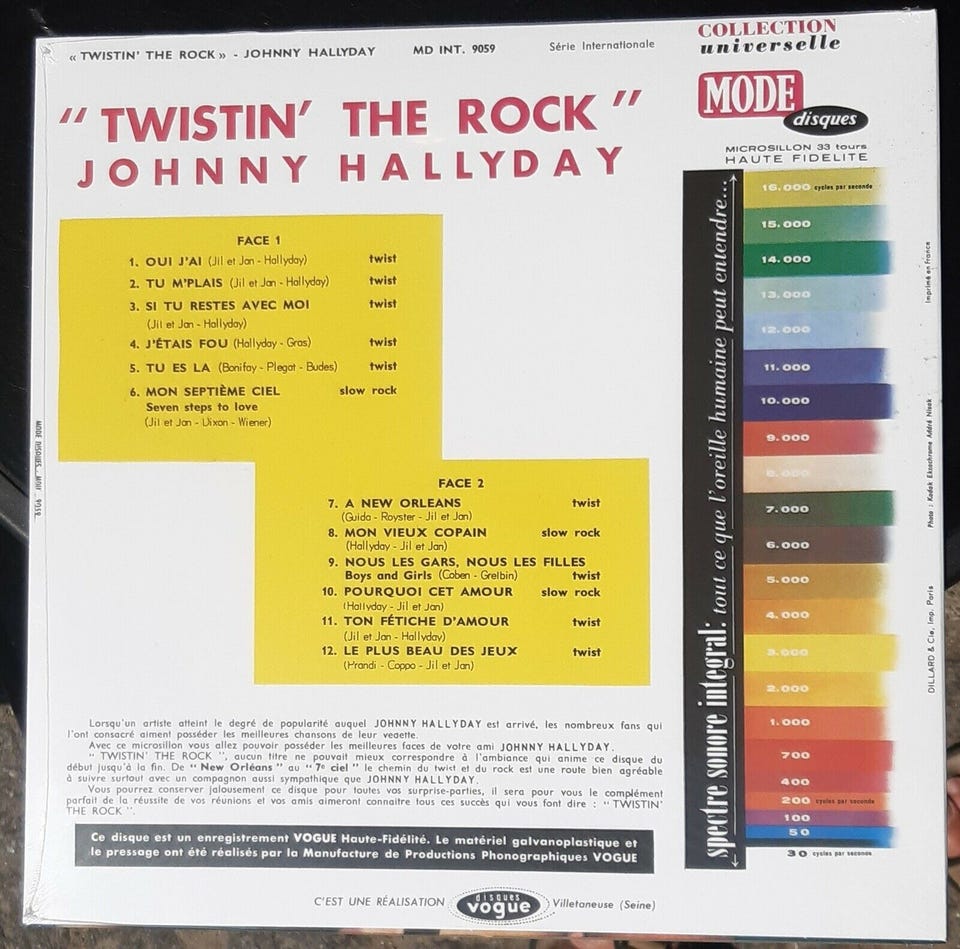 « TWISTIN' THE ROCK » - JOHNNY HALLYDAY MD INT. 9059 Série Internationale
COLLECTION
universelle
MODE
disques
MICROSILLON 33 tours
HAUTE FIDELITE
“ TWISTIN' THE ROCK ”
JOHNNY HALLYDAY
FACE 1
1. OUI J'AI (Jil et Jan - Hallyday) twist
2. TU M'PLAIS (Jil et Jan - Hallyday) twist
3. SI TU RESTES AVEC MOI twist
(Jil et Jan - Hallyday)
4. J'ÉTAIS FOU (Hallyday - Gras) twist
5. TU ES LA (Bonifay - Plegat - Budes) twist
6. MON SEPTIÈME CIEL slow rock
Seven steps to love
(Jil et Jan - Dixon - Wiener)
FACE 2
7. A NEW ORLEANS twist
(Guida - Royster - Jil et Jan)
8. MON VIEUX COPAIN slow rock
(Hallyday - Jil et Jan)
9. NOUS LES GARS, NOUS LES FILLES
Boys and Girls (Coben - Grelbin) twist
10. POURQUOI CET AMOUR slow rock
(Hallyday - Jil et Jan)
11. TON FÉTICHE D'AMOUR twist
(Jil et Jan - Hallyday)
12. LE PLUS BEAU DES JEUX twist
(Prandi - Coppo - Jil et Jan)
Lorsqu'un artiste atteint le degré de popularité auquel JOHNNY HALLYDAY est arrivé, les nombreux fans qui
l'ont consacré aiment posséder les meilleures chansons de leur vedette.
Avec ce microsillon vous allez pouvoir posséder les meilleures faces de votre ami JOHNNY HALLYDAY.
“ TWISTIN' THE ROCK ”, aucun titre ne pouvait mieux correspondre à l'ambiance qui anime ce disque du
début jusqu'à la fin. De “ New Orléans ” au “ 7e ciel ” le chemin du twist et du rock est une route bien agréable
à suivre surtout avec un compagnon aussi sympathique que JOHNNY HALLYDAY.
Vous pourrez conserver jalousement ce disque pour toutes vos surprise-parties, il sera pour vous le complément
parfait de la réussite de vos réunions et vos amis aimeront connaître tous ces succès qui vous font dire : “ TWISTIN'
THE ROCK ”.
Ce disque est un enregistrement VOGUE Haute-Fidélité. Le matériel galvanoplastique et
le pressage ont été réalisés par la Manufacture de Productions Phonographiques VOGUE
C'EST UNE RÉALISATION disques vogue Villetaneuse (Seine)
spectre sonore integral: tout ce que l'oreille humaine peut entendre...
16.000 cycles par seconde
15.000
14.000
13.000
12.000
11.000
10.000
9.000
8.000
7.000
6.000
5.000
4.000
3.000
2.000
1.000
700
400
200 cycles par seconde
100
50
30 cycles par seconde
Imprimé en France
Photo : Kodak Ektachrome André Nisak
DILLARD & Cie, Imp. Paris
MODE DISQUES - MDINT. 9059